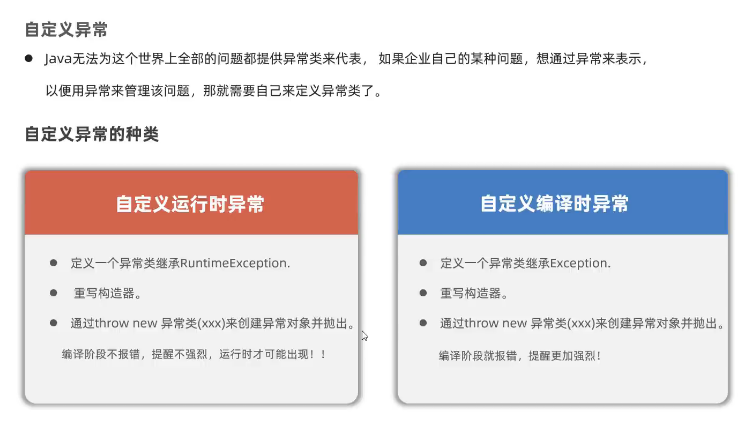 自定义异常
● Java无法为这个世界上全部的问题都提供异常类来代表， 如果企业自己的某种问题，想通过异常来表示，
以便用异常来管理该问题，那就需要自己来定义异常类了。
自定义异常的种类
自定义运行时异常
● 定义一个异常类继承RuntimeException.
● 重写构造器。
● 通过throw new 异常类(xxx)来创建异常对象并抛出。
编译阶段不报错，提醒不强烈，运行时才可能出现！！
自定义编译时异常
● 定义一个异常类继承Exception.
● 重写构造器。
● 通过throw new 异常类(xxx)来创建异常对象并抛出。
编译阶段就报错，提醒更加强烈！